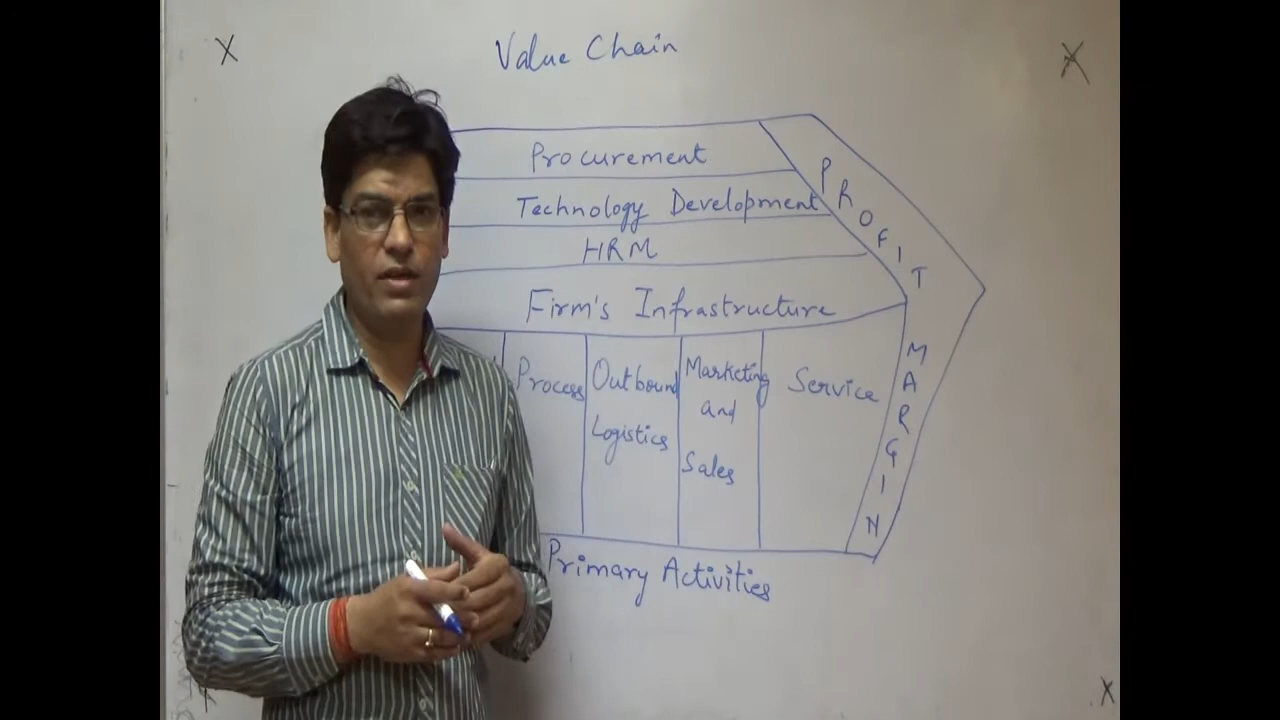 Value Chain
Procurement
Technology Development
HRM
Firm's Infrastructure
PROFIT MARGIN
Process
Outbound
Logistics
Marketing
and
Sales
Service
Primary Activities